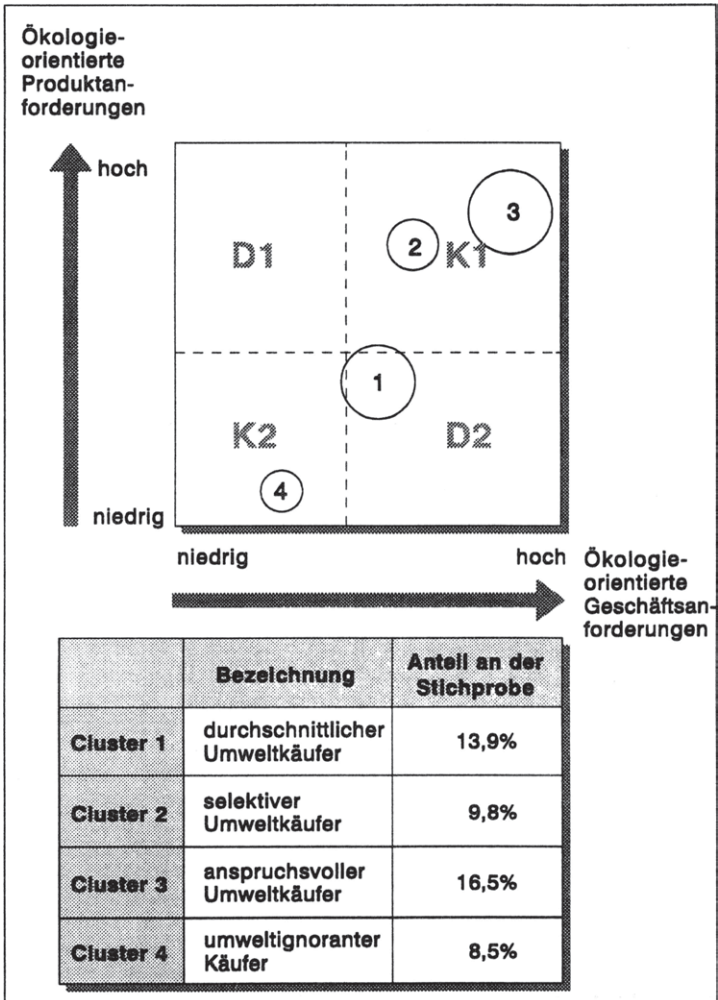 Ökologie-
orientierte
Produktan-
forderungen
hoch
3
2
D1
K1
1
K2
D2
4
niedrig
niedrig
hoch
Ökologie-
orientierte
Geschäftsan-
forderungen
Bezeichnung
Anteil an der
Stichprobe
Cluster 1
durchschnittlicher
Umweltkäufer
13,9%
Cluster 2
selektiver
Umweltkäufer
9,8%
Cluster 3
anspruchsvoller
Umweltkäufer
16,5%
Cluster 4
umweltignoranter
Käufer
8,5%